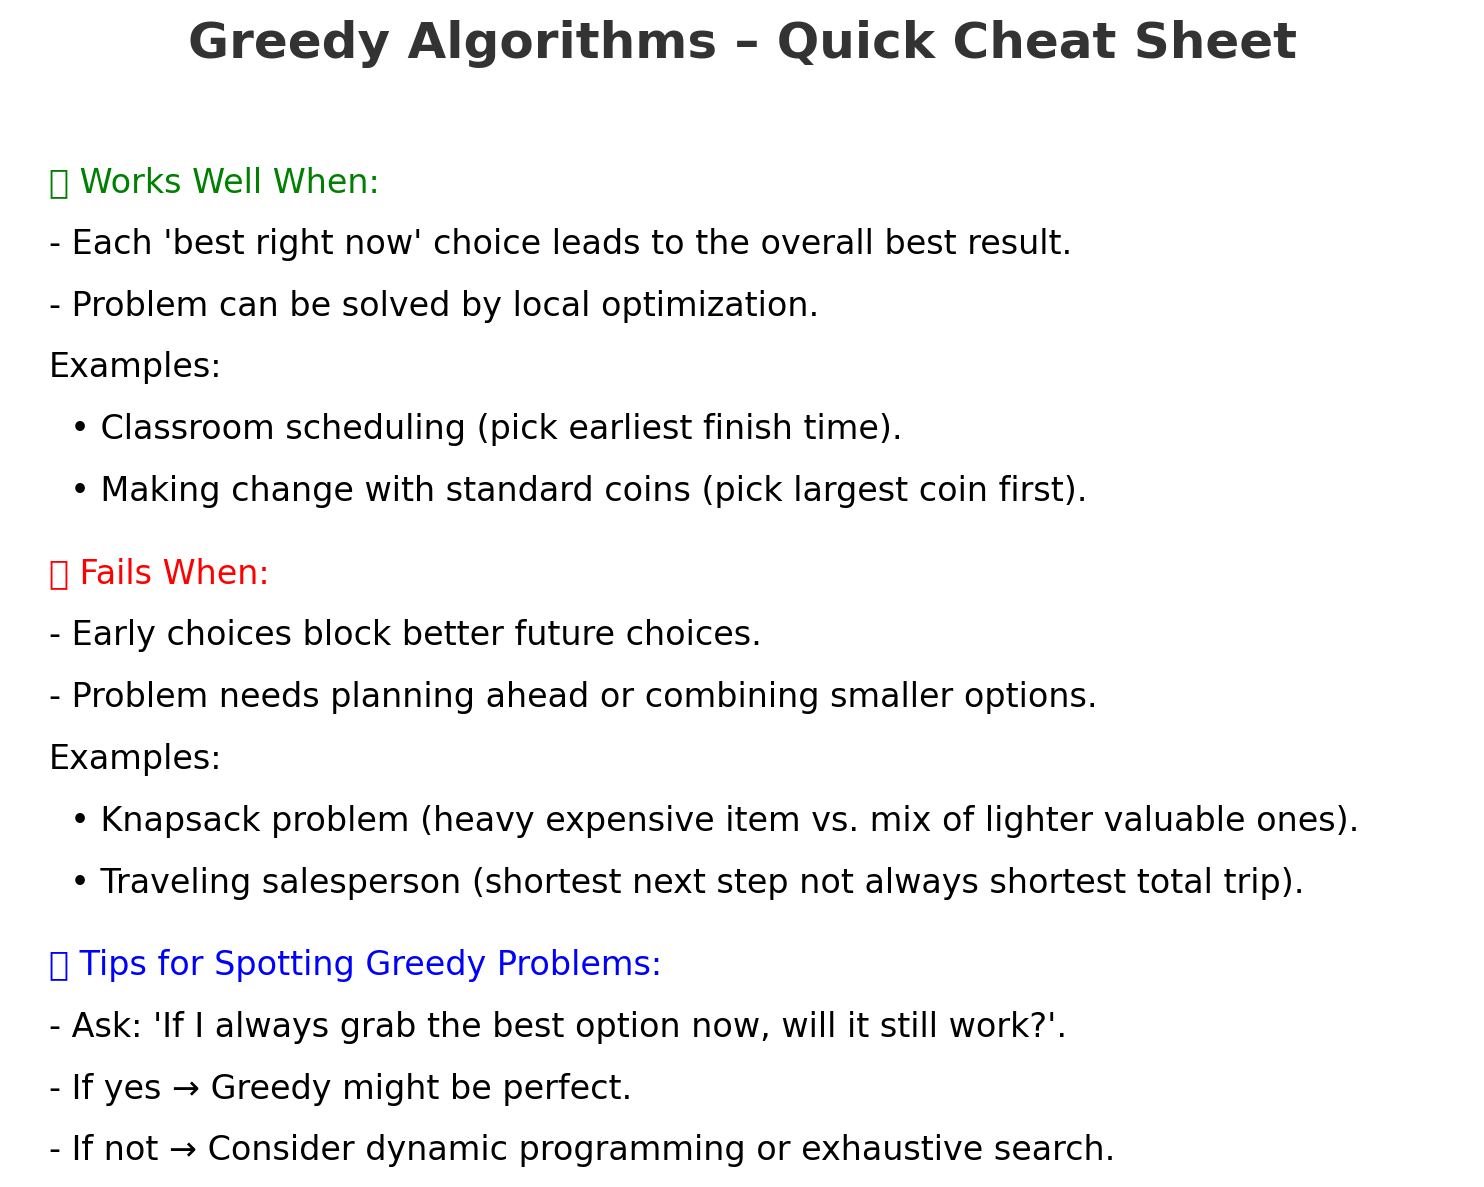 Greedy Algorithms – Quick Cheat Sheet
Works Well When:
- Each 'best right now' choice leads to the overall best result.
- Problem can be solved by local optimization.
Examples:
• Classroom scheduling (pick earliest finish time).
• Making change with standard coins (pick largest coin first).
Fails When:
- Early choices block better future choices.
- Problem needs planning ahead or combining smaller options.
Examples:
• Knapsack problem (heavy expensive item vs. mix of lighter valuable ones).
• Traveling salesperson (shortest next step not always shortest total trip).
Tips for Spotting Greedy Problems:
- Ask: 'If I always grab the best option now, will it still work?'.
- If yes → Greedy might be perfect.
- If not → Consider dynamic programming or exhaustive search.